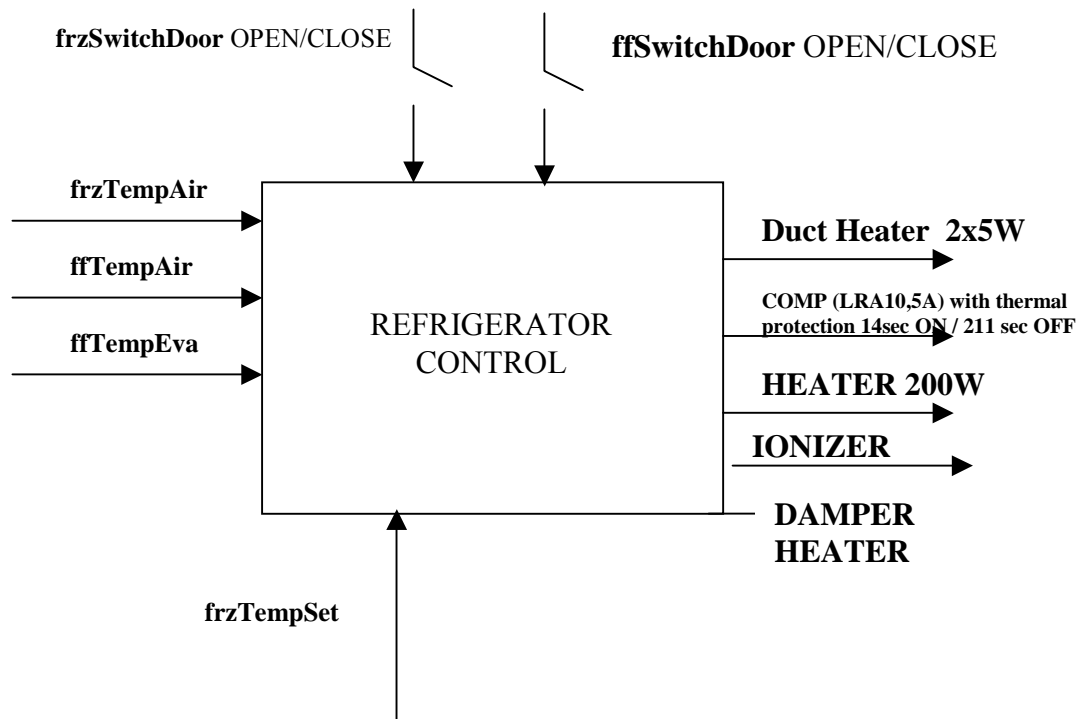 frzSwitchDoor OPEN/CLOSE
ffSwitchDoor OPEN/CLOSE
frzTempAir
ffTempAir
ffTempEva
REFRIGERATOR
CONTROL
Duct Heater 2x5W
COMP (LRA10,5A) with thermal
protection 14sec ON / 211 sec OFF
HEATER 200W
IONIZER
DAMPER
HEATER
frzTempSet